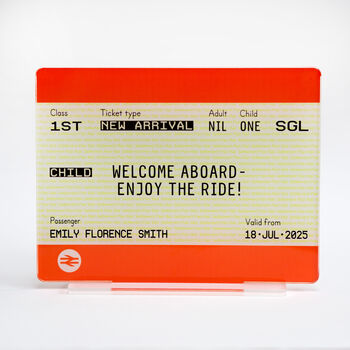 Class Ticket type Adult Child
1ST NEW ARRIVAL NIL ONE SGL
CHILD WELCOME ABOARD-
ENJOY THE RIDE!
Passenger Valid from
EMILY FLORENCE SMITH 18·JUL·2025